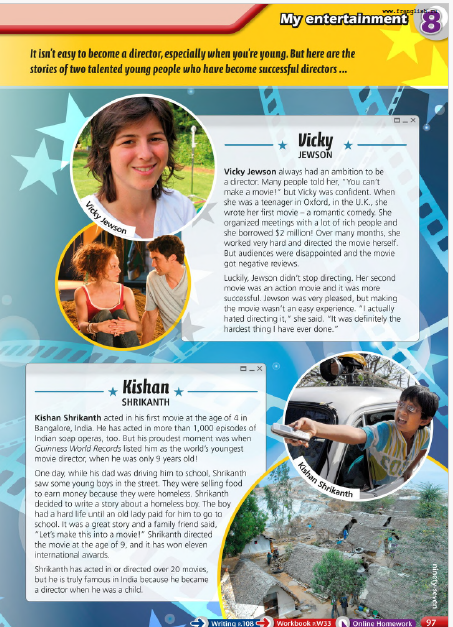 www.frenglish.ru
My entertainment 8
It isn't easy to become a director, especially when you're young. But here are the
stories of two talented young people who have become successful directors ...
Vicky
JEWSON
Vicky Jewson always had an ambition to be
a director. Many people told her, "You can't
make a movie!" but Vicky was confident. When
she was a teenager in Oxford, in the U.K., she
wrote her first movie – a romantic comedy. She
organized meetings with a lot of rich people and
she borrowed $2 million! Over many months, she
worked very hard and directed the movie herself.
But audiences were disappointed and the movie
got negative reviews.
Luckily, Jewson didn't stop directing. Her second
movie was an action movie and it was more
successful. Jewson was very pleased, but making
the movie wasn't an easy experience. "I actually
hated directing it," she said. "It was definitely the
hardest thing I have ever done."
Vicky Jewson
Kishan
SHRIKANTH
Kishan Shrikanth acted in his first movie at the age of 4 in
Bangalore, India. He has acted in more than 1,000 episodes of
Indian soap operas, too. But his proudest moment was when
Guinness World Records listed him as the world's youngest
movie director, when he was only 9 years old!
One day, while his dad was driving him to school, Shrikanth
saw some young boys in the street. They were selling food
to earn money because they were homeless. Shrikanth
decided to write a story about a homeless boy. The boy
had a hard life until an old lady paid for him to go to
school. It was a great story and a family friend said,
"Let's make this into a movie!" Shrikanth directed
the movie at the age of 9, and it has won eleven
international awards.
Shrikanth has acted in or directed over 20 movies,
but he is truly famous in India because he became
a director when he was a child.
Kishan Shrikanth
Writing p.108 Workbook p.W33 Online Homework 97